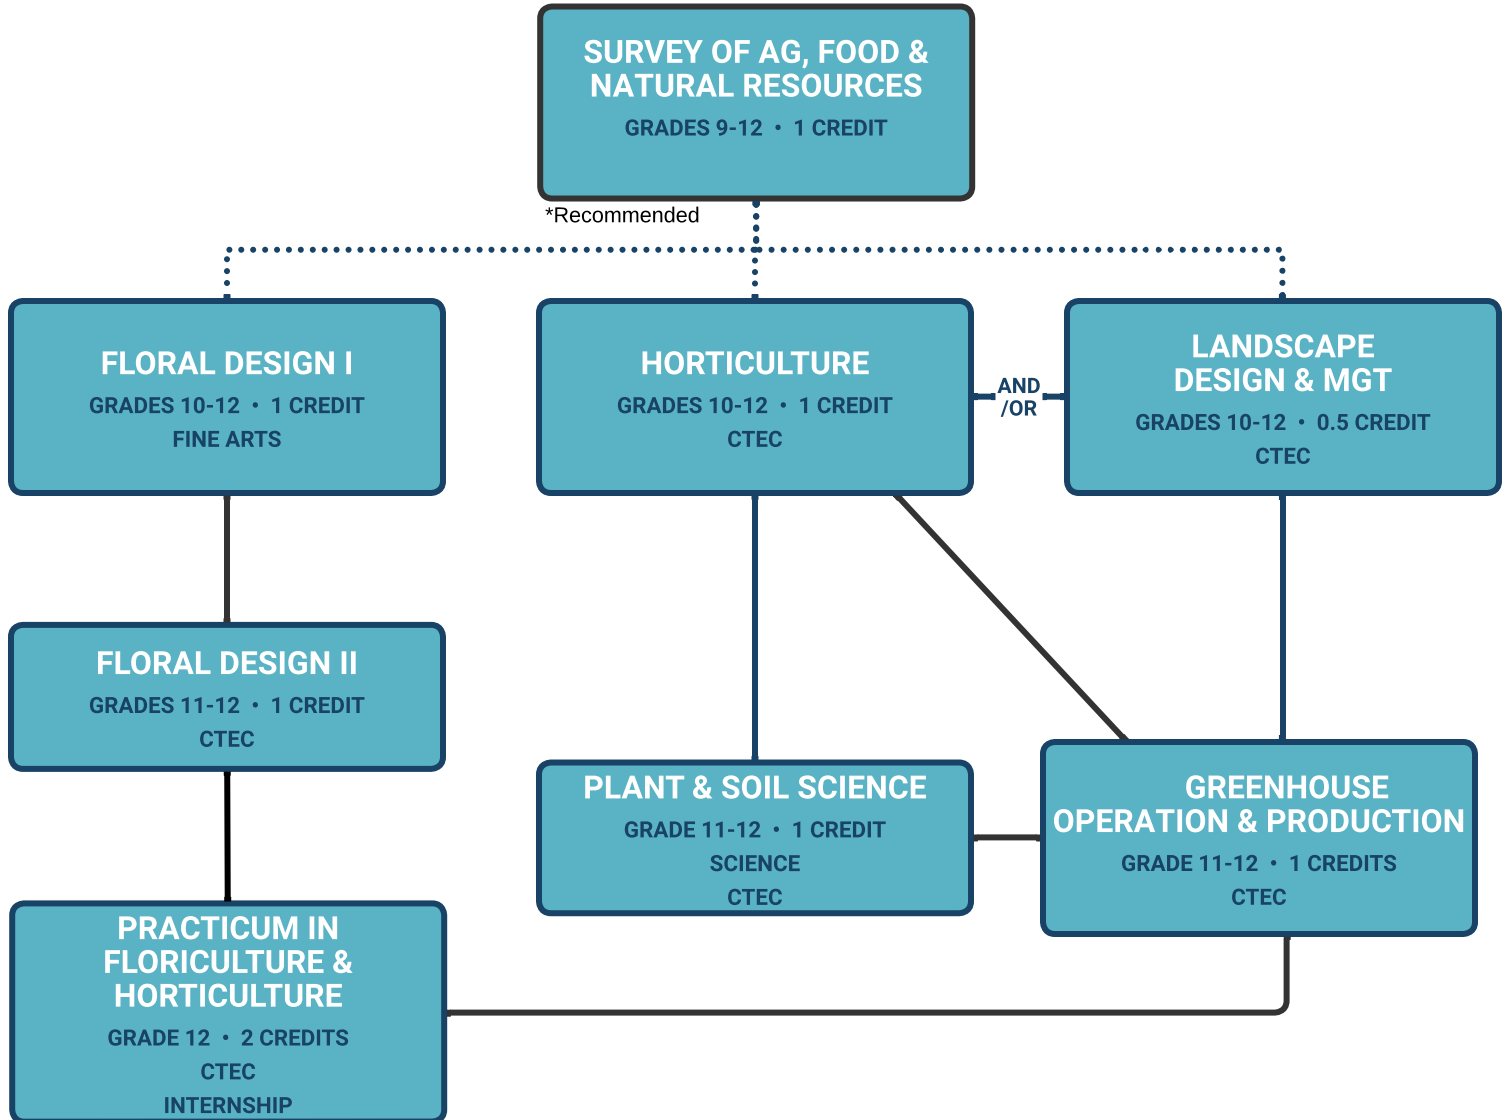 SURVEY OF AG, FOOD &
NATURAL RESOURCES
GRADES 9-12 • 1 CREDIT
*Recommended
FLORAL DESIGN I
GRADES 10-12 • 1 CREDIT
FINE ARTS
HORTICULTURE
GRADES 10-12 • 1 CREDIT
CTEC
AND
/OR
LANDSCAPE
DESIGN & MGT
GRADES 10-12 • 0.5 CREDIT
CTEC
FLORAL DESIGN II
GRADES 11-12 • 1 CREDIT
CTEC
PLANT & SOIL SCIENCE
GRADE 11-12 • 1 CREDIT
SCIENCE
CTEC
GREENHOUSE
OPERATION & PRODUCTION
GRADE 11-12 • 1 CREDITS
CTEC
PRACTICUM IN
FLORICULTURE &
HORTICULTURE
GRADE 12 • 2 CREDITS
CTEC
INTERNSHIP